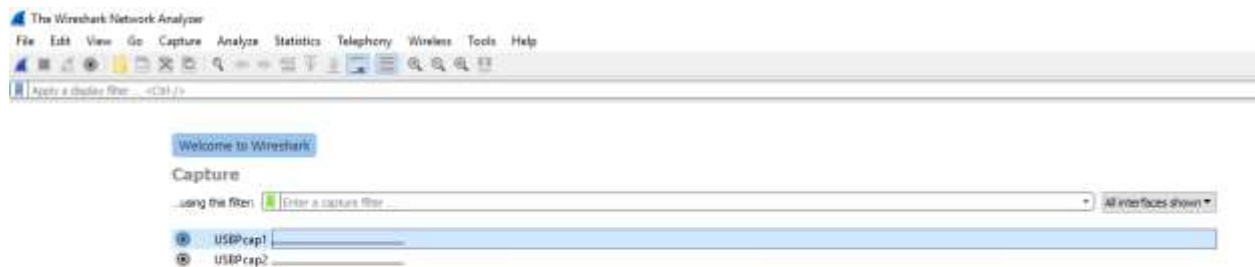 The Wireshark Network Analyzer
File Edit View Go Capture Analyze Statistics Telephony Wireless Tools Help
Apply a display filter ... <Ctrl-/>
Welcome to Wireshark
Capture
...using this filter: Enter a capture filter ... All interfaces shown
USBPcap1
USBPcap2